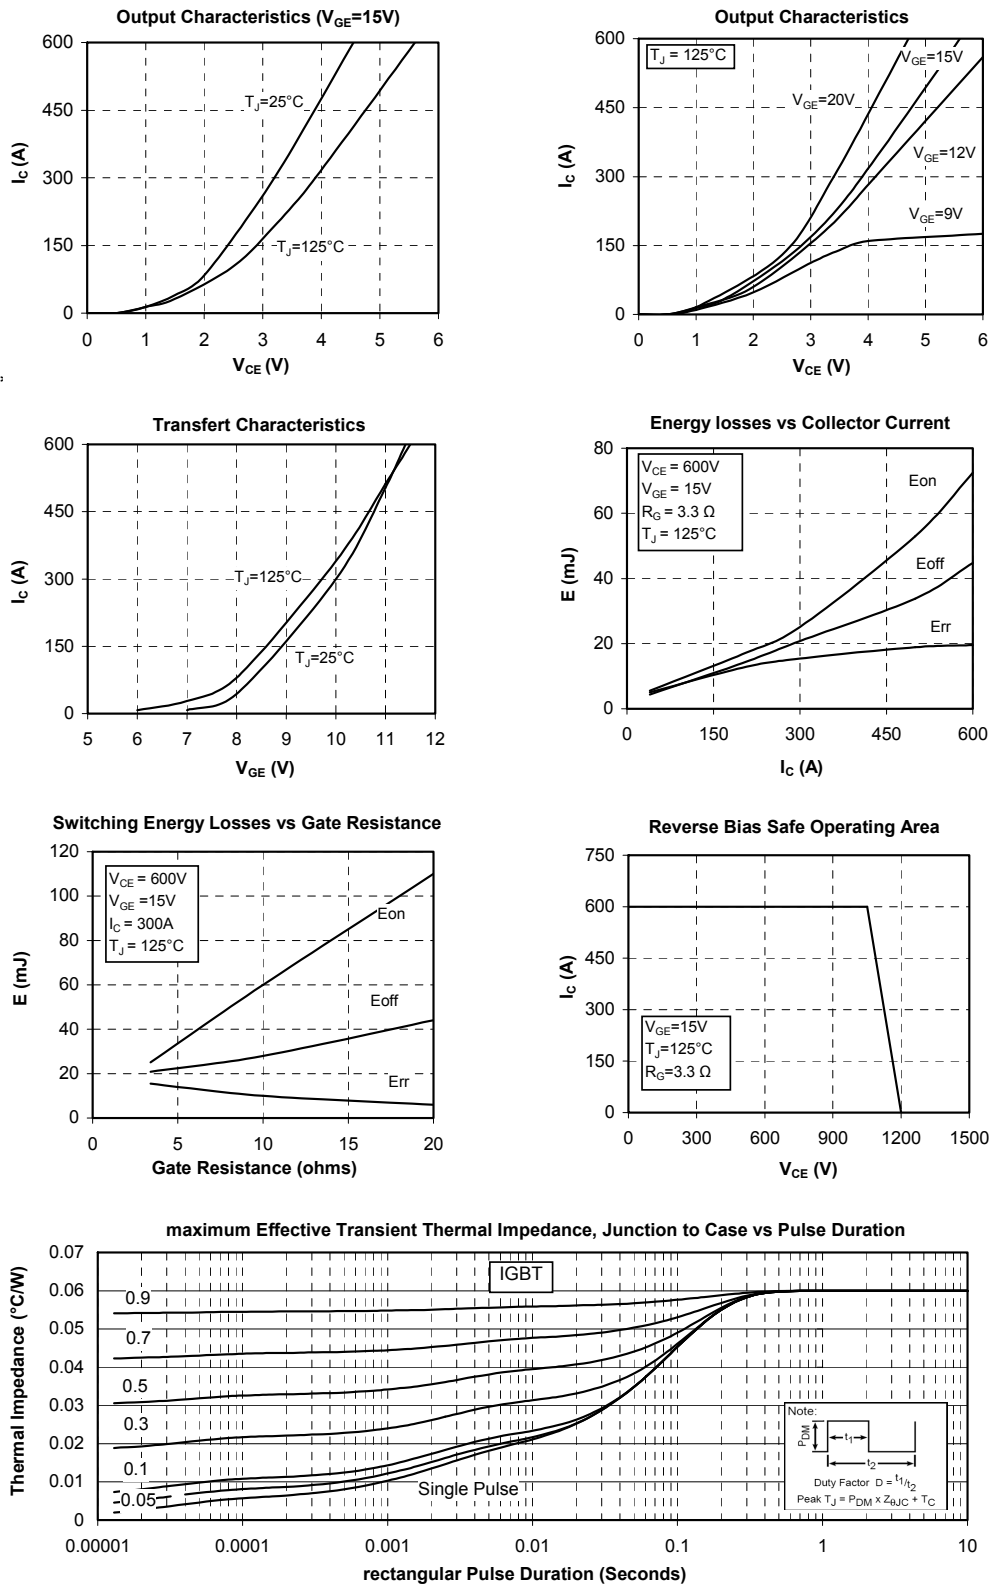 Output Characteristics (VGE=15V)
600
450
300
150
0
IC (A)
TJ=25°C
TJ=125°C
0 1 2 3 4 5 6
VCE (V)
Output Characteristics
600
450
300
150
0
IC (A)
TJ = 125°C
VGE=15V
VGE=20V
VGE=12V
VGE=9V
0 1 2 3 4 5 6
VCE (V)
Transfert Characteristics
600
450
300
150
0
IC (A)
TJ=125°C
TJ=25°C
5 6 7 8 9 10 11 12
VGE (V)
Energy losses vs Collector Current
80
60
40
20
0
E (mJ)
VCE = 600V
VGE = 15V
RG = 3.3 Ω
TJ = 125°C
Eon
Eoff
Err
0 150 300 450 600
IC (A)
Switching Energy Losses vs Gate Resistance
120
100
80
60
40
20
0
E (mJ)
VCE = 600V
VGE =15V
IC = 300A
TJ = 125°C
Eon
Eoff
Err
0 5 10 15 20
Gate Resistance (ohms)
Reverse Bias Safe Operating Area
750
600
450
300
150
0
IC (A)
VGE=15V
TJ=125°C
RG=3.3 Ω
0 300 600 900 1200 1500
VCE (V)
maximum Effective Transient Thermal Impedance, Junction to Case vs Pulse Duration
0.07
0.06
0.05
0.04
0.03
0.02
0.01
0
Thermal Impedance (°C/W)
IGBT
0.9
0.7
0.5
0.3
0.1
0.05
Single Pulse
Note:
PDM
t1
t2
Duty Factor D = t1/t2
Peak TJ = PDM x ZθJC + TC
0.00001 0.0001 0.001 0.01 0.1 1 10
rectangular Pulse Duration (Seconds)